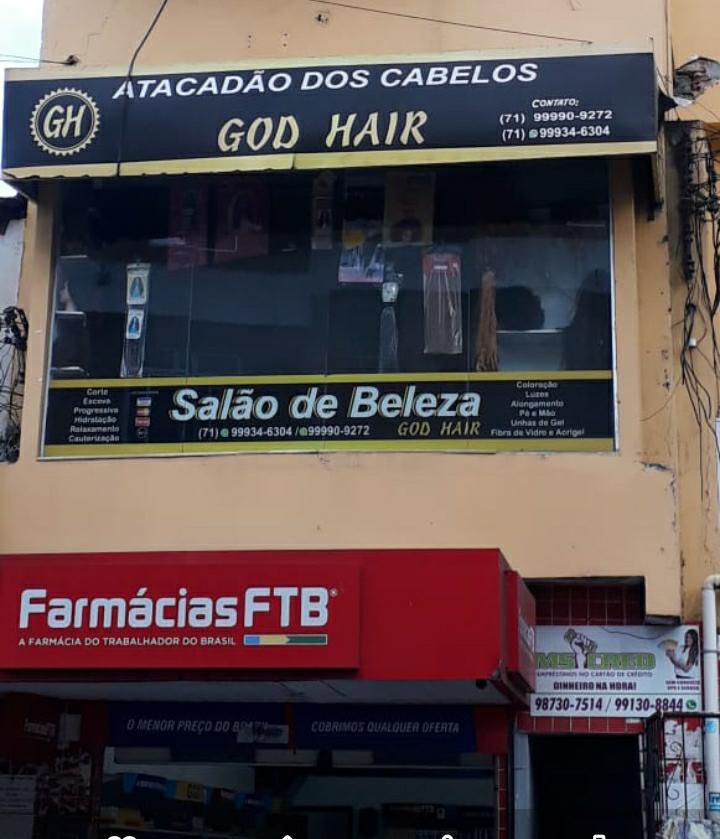 GH
ATACADÃO DOS CABELOS
GOD HAIR
CONTATO:
(71) 99990-9272
(71) 99934-6304
Corte
Escova
Progressiva
Hidratação
Relaxamento
Cauterização
Salão de Beleza
(71) 99934-6304 / 99990-9272
GOD HAIR
Coloração
Luzes
Alongamento
Pé e Mão
Unhas de Gel
Fibra de Vidro e Acrigel
FarmáciasFTB
A FARMÁCIA DO TRABALHADOR DO BRASIL
MS CRED
EMPRÉSTIMOS NO CARTÃO DE CRÉDITO
DINHEIRO NA HORA!
98730-7514 / 99130-8844
O MENOR PREÇO DO
COBRIMOS QUALQUER OFERTA